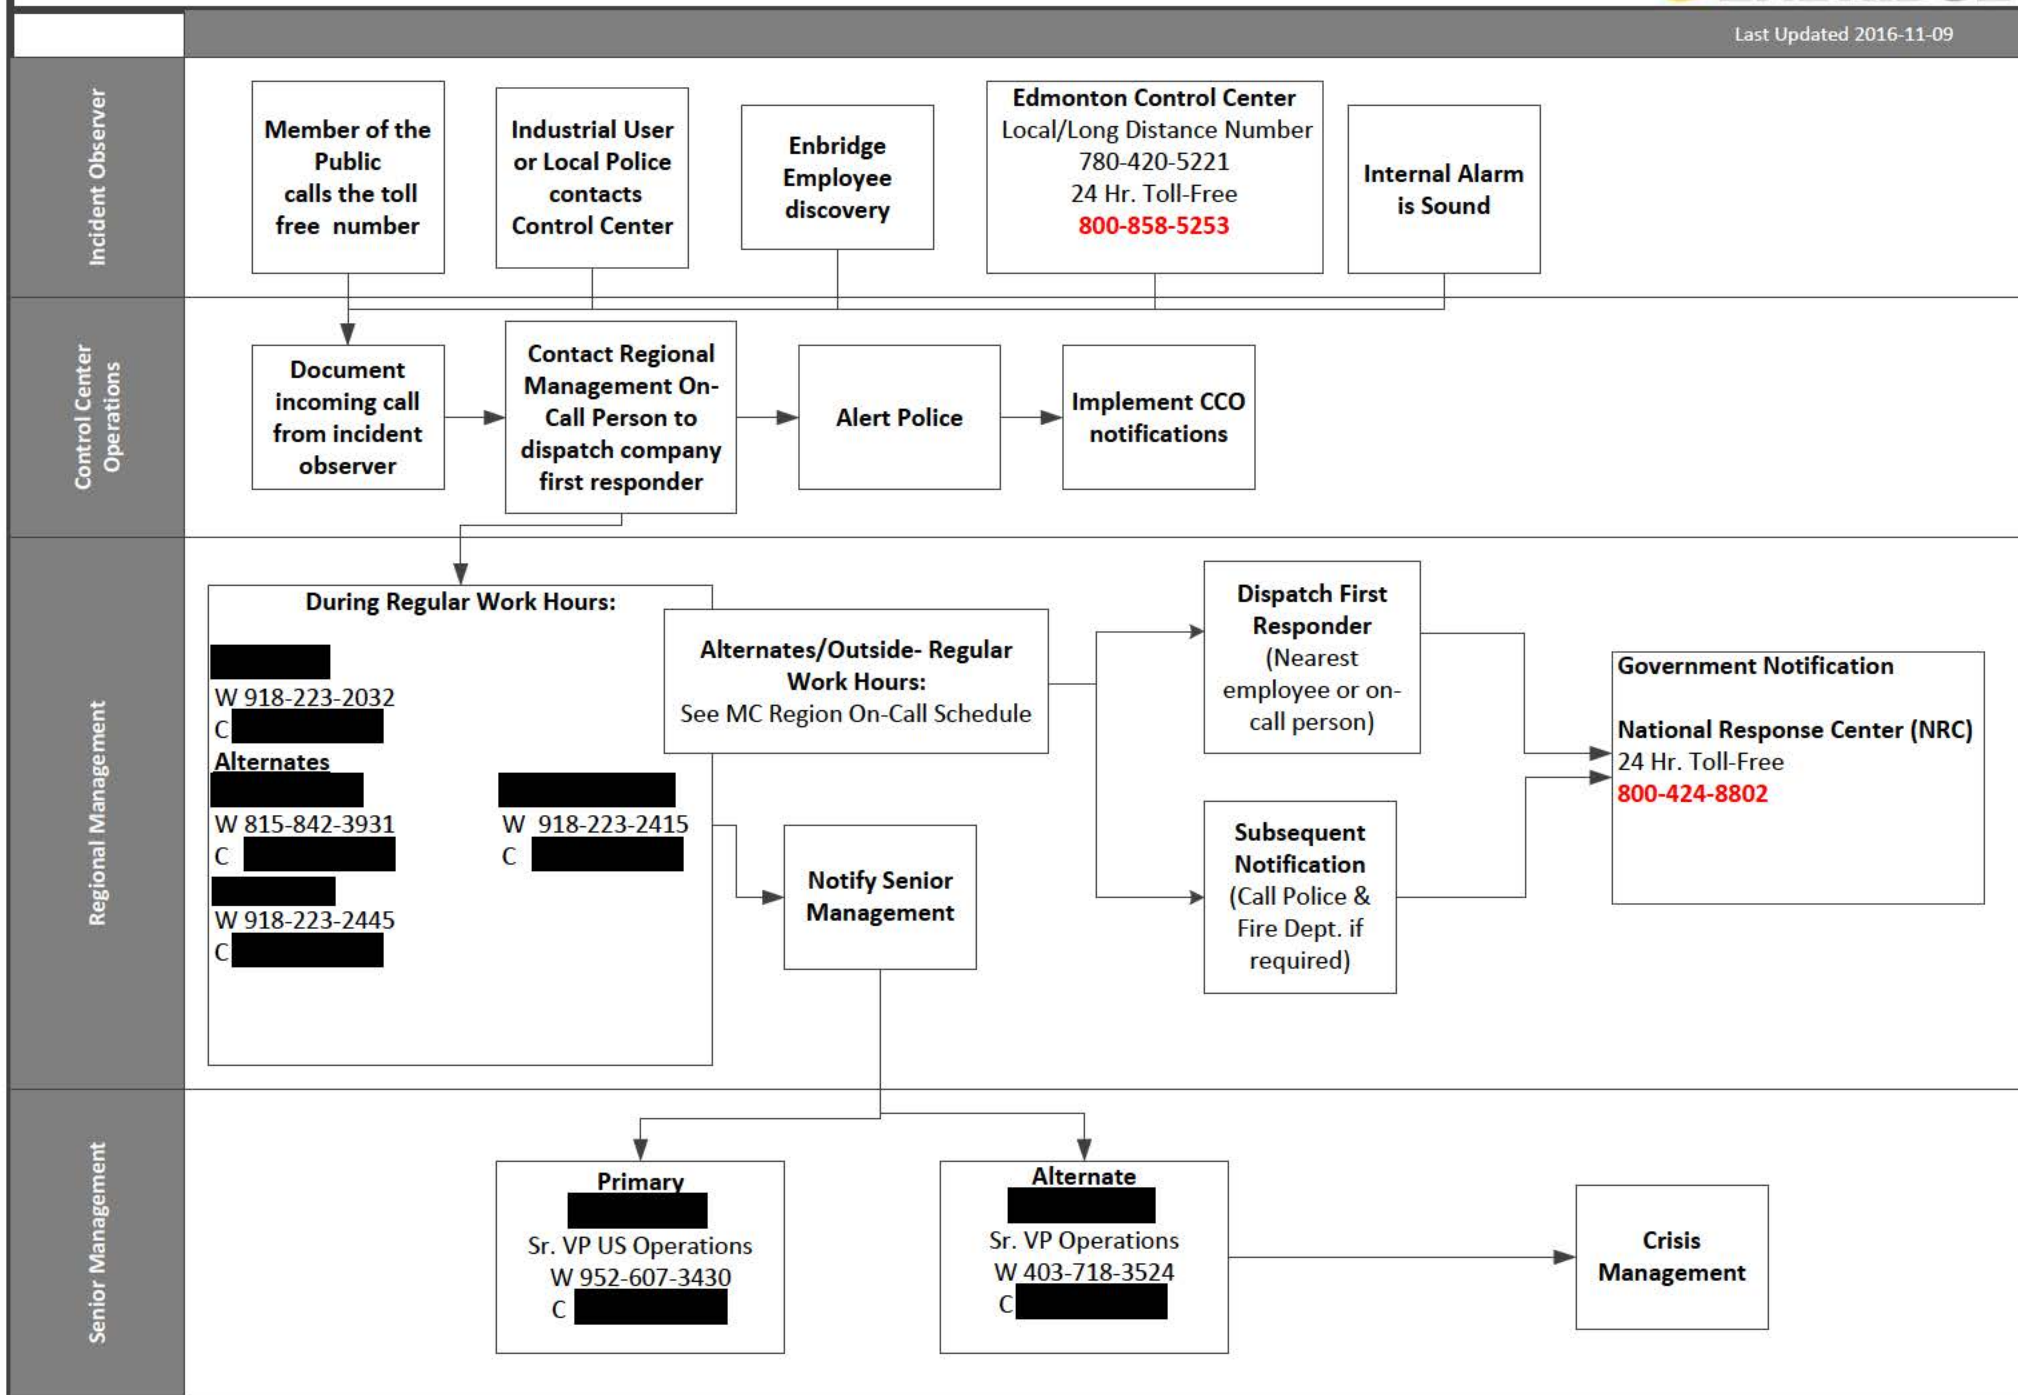 Last Updated 2016-11-09
Incident Observer
Member of the
Public
calls the toll
free number
Industrial User
or Local Police
contacts
Control Center
Enbridge
Employee
discovery
Edmonton Control Center
Local/Long Distance Number
780-420-5221
24 Hr. Toll-Free
800-858-5253
Internal Alarm
is Sound
Control Center
Operations
Document
incoming call
from incident
observer
Contact Regional
Management On-
Call Person to
dispatch company
first responder
Alert Police
Implement CCO
notifications
Regional Management
During Regular Work Hours:
W 918-223-2032
C
Alternates
W 815-842-3931
C
W 918-223-2415
C
W 918-223-2445
C
Alternates/Outside- Regular
Work Hours:
See MC Region On-Call Schedule
Notify Senior
Management
Dispatch First
Responder
(Nearest
employee or on-
call person)
Subsequent
Notification
(Call Police &
Fire Dept. if
required)
Government Notification
National Response Center (NRC)
24 Hr. Toll-Free
800-424-8802
Senior Management
Primary
Sr. VP US Operations
W 952-607-3430
C
Alternate
Sr. VP Operations
W 403-718-3524
C
Crisis
Management